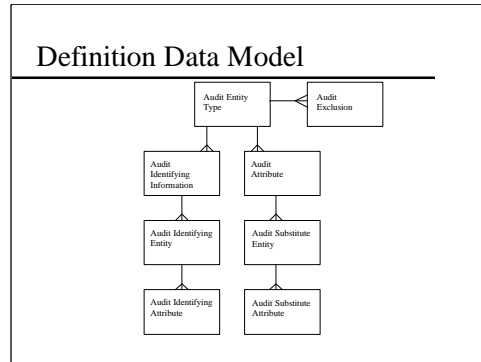 Definition Data Model
Audit Entity
Type
Audit
Exclusion
Audit
Identifying
Information
Audit
Attribute
Audit Identifying
Entity
Audit Substitute
Entity
Audit Identifying
Attribute
Audit Substitute
Attribute